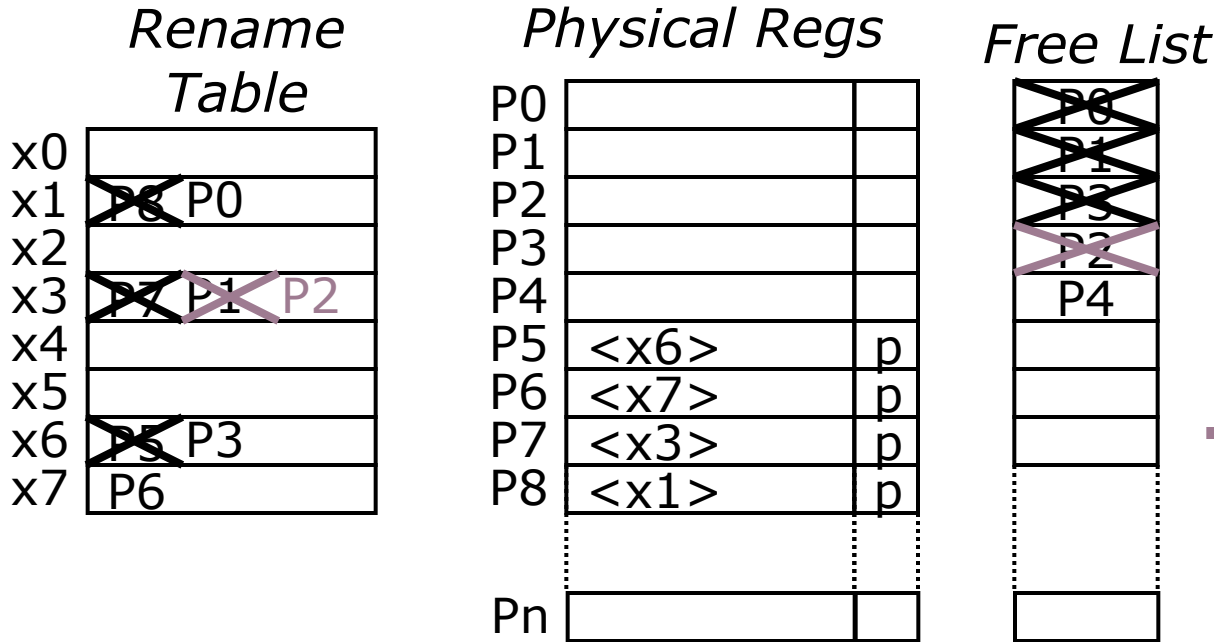 Rename Table
x0
x1 P8 P0
x2
x3 P7 P1 P2
x4
x5
x6 P5 P3
x7 P6
Physical Regs
P0
P1
P2
P3
P4
P5 <x6> p
P6 <x7> p
P7 <x3> p
P8 <x1> p
Pn
Free List
P0
P1
P3
P2
P4